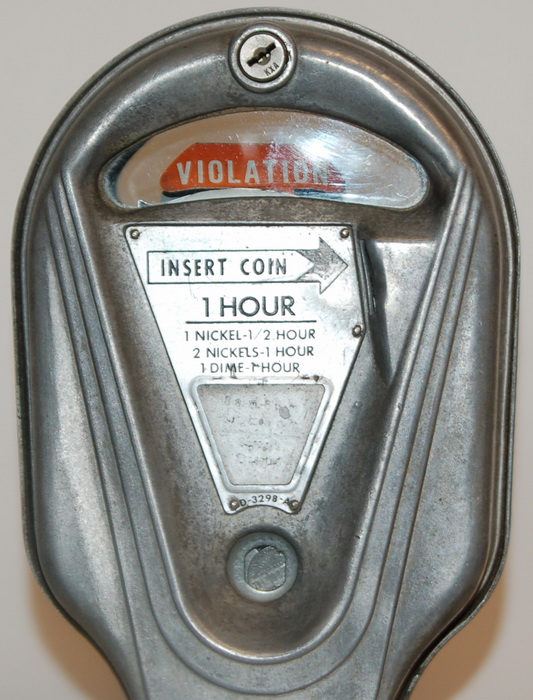 KXA
VIOLATION
INSERT COIN
1 HOUR
1 NICKEL-1/2 HOUR
2 NICKELS-1 HOUR
1 DIME-1 HOUR
D-3298-A